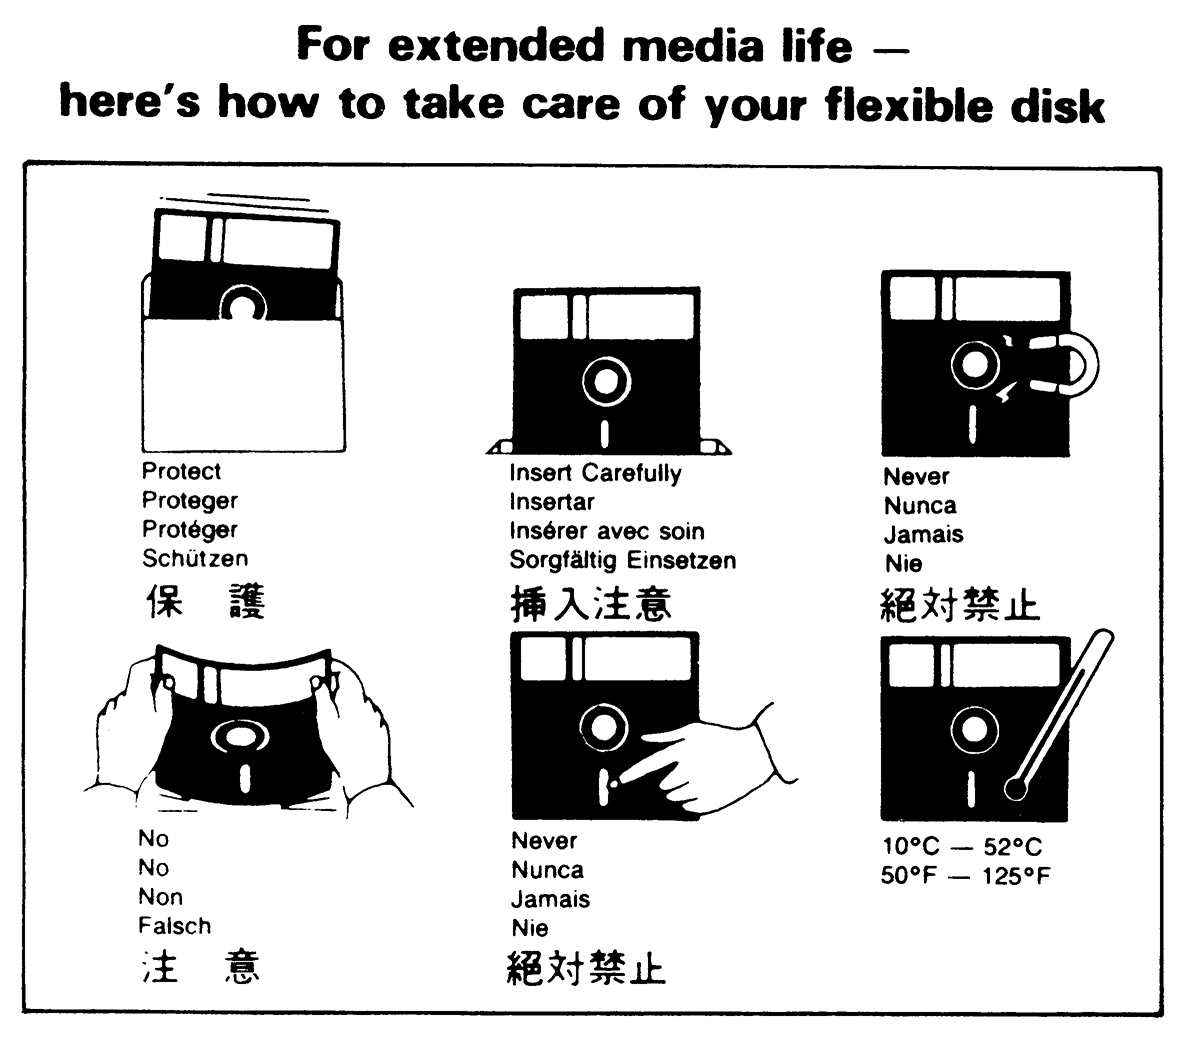 For extended media life —
here's how to take care of your flexible disk
Protect
Proteger
Protéger
Schützen
保 護
Insert Carefully
Insertar
Insérer avec soin
Sorgfältig Einsetzen
挿入注意
Never
Nunca
Jamais
Nie
絶対禁止
No
No
Non
Falsch
注 意
Never
Nunca
Jamais
Nie
絶対禁止
10°C — 52°C
50°F — 125°F